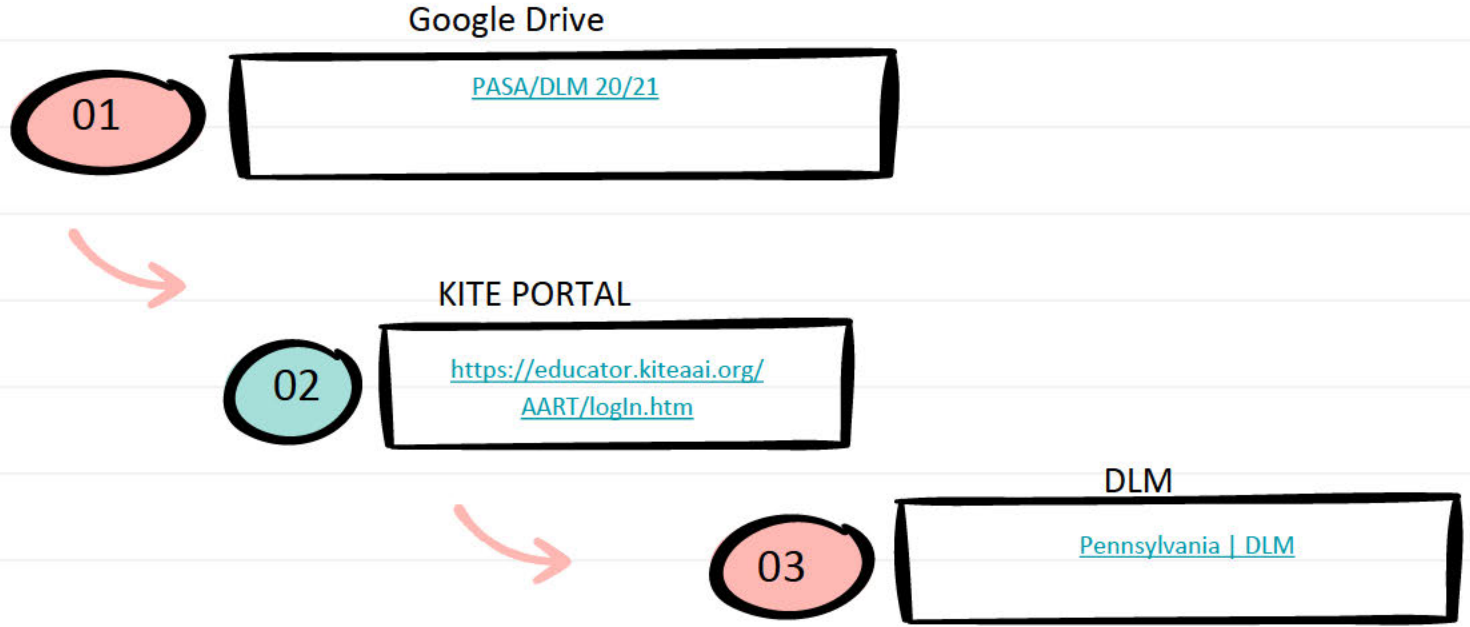 Google Drive
01
PASA/DLM 20/21
KITE PORTAL
02
https://educator.kiteaai.org/
AART/logIn.htm
DLM
03
Pennsylvania | DLM